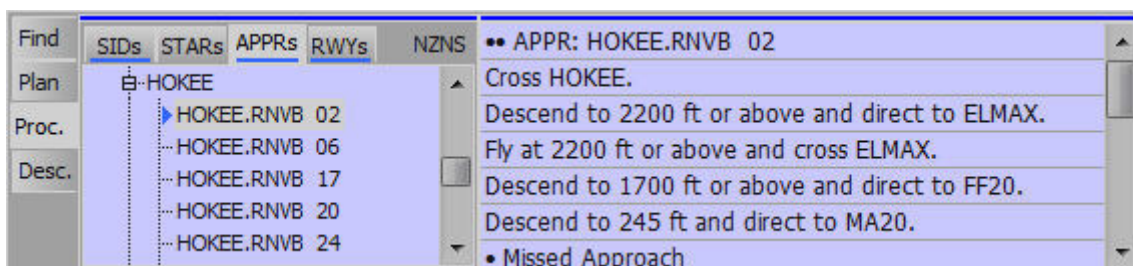 Find
Plan
Proc.
Desc.
SIDs STARs APPRs RWYs NZNS
HOKEE
HOKEE.RNVB 02
HOKEE.RNVB 06
HOKEE.RNVB 17
HOKEE.RNVB 20
HOKEE.RNVB 24
•• APPR: HOKEE.RNVB 02
Cross HOKEE.
Descend to 2200 ft or above and direct to ELMAX.
Fly at 2200 ft or above and cross ELMAX.
Descend to 1700 ft or above and direct to FF20.
Descend to 245 ft and direct to MA20.
• Missed Approach